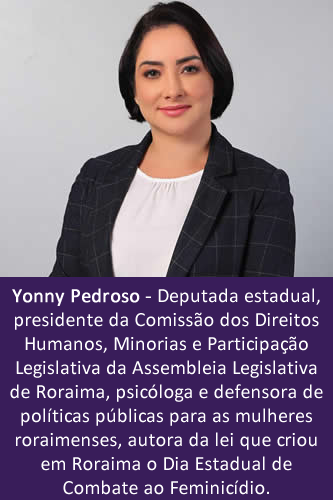 Yonny Pedroso - Deputada estadual,
presidente da Comissão dos Direitos
Humanos, Minorias e Participação
Legislativa da Assembleia Legislativa
de Roraima, psicóloga e defensora de
políticas públicas para as mulheres
roraimenses, autora da lei que criou
em Roraima o Dia Estadual de
Combate ao Feminicídio.